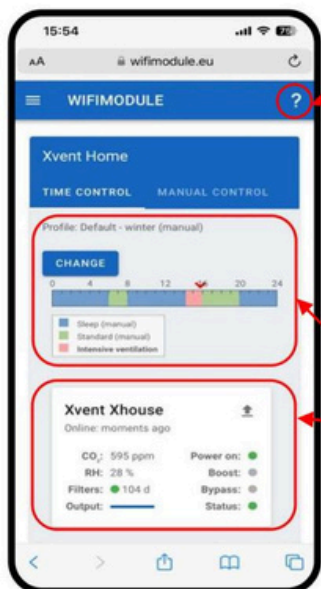 15:54
AA wifimodule.eu
WIFIMODULE ?
Xvent Home
TIME CONTROL MANUAL CONTROL
Profile: Default - winter (manual)
CHANGE
0 4 8 12 16 20 24
Sleep (manual)
Standard (manual)
Intensive ventilation
Xvent Xhouse
Online: moments ago
CO₂: 595 ppm Power on:
RH: 28 % Boost:
Filters: 104 d Bypass:
Output: Status: